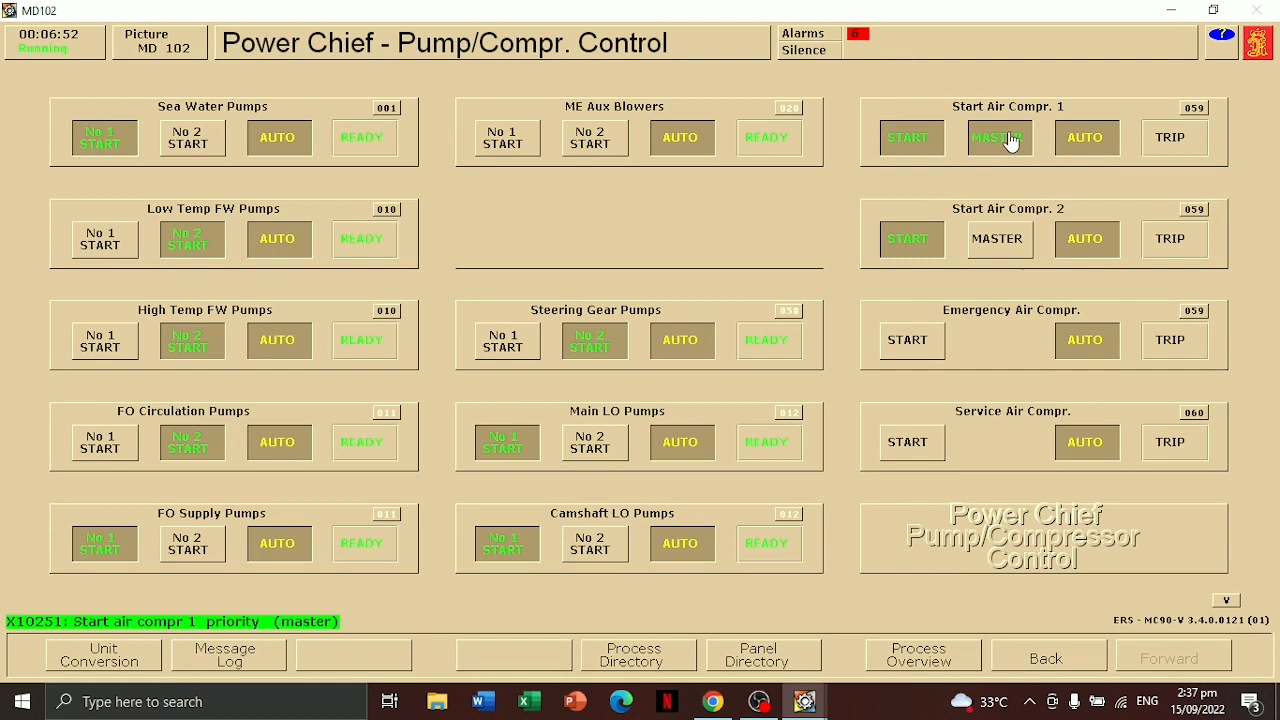 MD102
00:06:52
Running
Picture
MD 102
Power Chief - Pump/Compr. Control
Alarms
6
Silence
?
Sea Water Pumps
001
No 1
START
No 2
START
AUTO
READY
ME Aux Blowers
020
No 1
START
No 2
START
AUTO
READY
Start Air Compr. 1
059
START
MASTER
AUTO
TRIP
Low Temp FW Pumps
010
No 1
START
No 2
START
AUTO
READY
Start Air Compr. 2
059
START
MASTER
AUTO
TRIP
High Temp FW Pumps
010
No 1
START
No 2
START
AUTO
READY
Steering Gear Pumps
058
No 1
START
No 2
START
AUTO
READY
Emergency Air Compr.
059
START
AUTO
TRIP
FO Circulation Pumps
011
No 1
START
No 2
START
AUTO
READY
Main LO Pumps
012
No 1
START
No 2
START
AUTO
READY
Service Air Compr.
060
START
AUTO
TRIP
FO Supply Pumps
011
No 1
START
No 2
START
AUTO
READY
Camshaft LO Pumps
012
No 1
START
No 2
START
AUTO
READY
Power Chief
Pump/Compressor
Control
v
X10251: Start air compr 1 priority (master)
ERS - MC90-V 3.4.0.0121 (01)
Unit
Conversion
Message
Log
Process
Directory
Panel
Directory
Process
Overview
Back
Forward
Type here to search
33°C
ENG
2:37 pm
15/09/2022
3